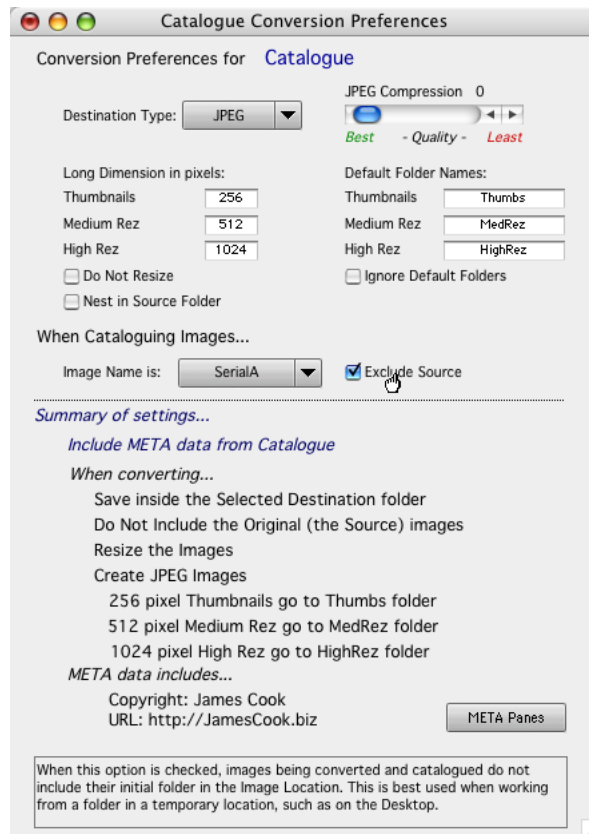 Catalogue Conversion Preferences
Conversion Preferences for Catalogue
JPEG Compression 0
Destination Type: JPEG
Best - Quality - Least
Long Dimension in pixels: Default Folder Names:
Thumbnails 256 Thumbnails Thumbs
Medium Rez 512 Medium Rez MedRez
High Rez 1024 High Rez HighRez
Do Not Resize Ignore Default Folders
Nest in Source Folder
When Cataloguing Images...
Image Name is: SerialA Exclude Source
Summary of settings...
Include META data from Catalogue
When converting...
Save inside the Selected Destination folder
Do Not Include the Original (the Source) images
Resize the Images
Create JPEG Images
256 pixel Thumbnails go to Thumbs folder
512 pixel Medium Rez go to MedRez folder
1024 pixel High Rez go to HighRez folder
META data includes...
Copyright: James Cook
URL: http://JamesCook.biz
META Panes
When this option is checked, images being converted and catalogued do not
include their initial folder in the Image Location. This is best used when working
from a folder in a temporary location, such as on the Desktop.